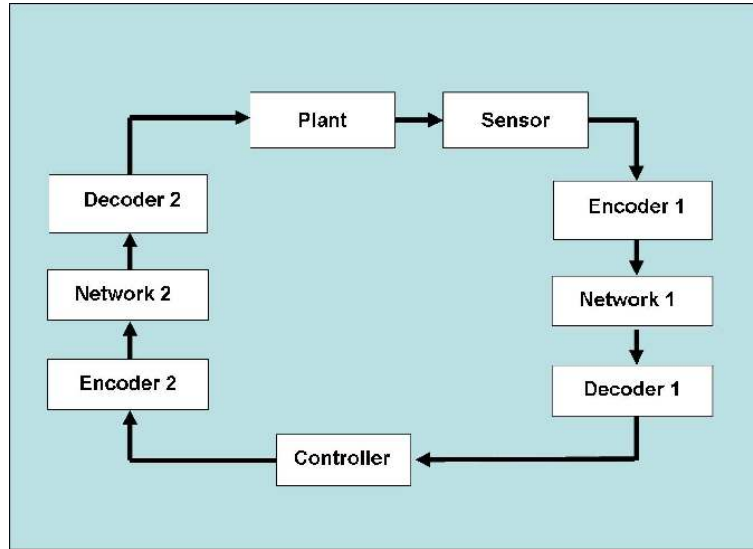 Plant
Sensor
Encoder 1
Network 1
Decoder 1
Controller
Encoder 2
Network 2
Decoder 2